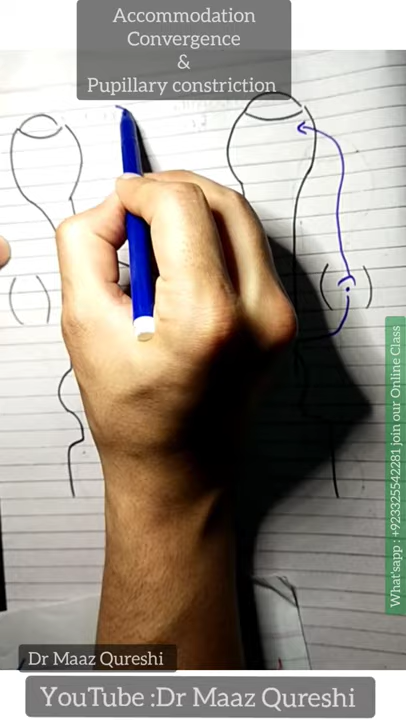 Accommodation
Convergence
&
Pupillary constriction
What'sapp : +923325542281 join our Online Class
Dr Maaz Qureshi
YouTube :Dr Maaz Qureshi